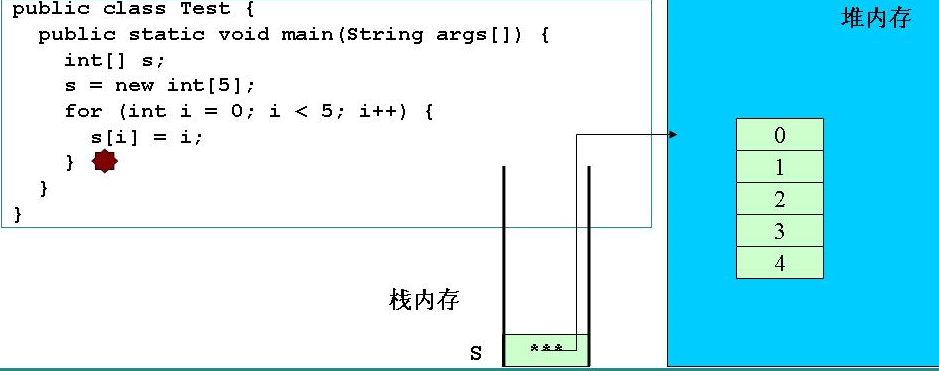 public class Test {
public static void main(String args[]) {
int[] s;
s = new int[5];
for (int i = 0; i < 5; i++) {
s[i] = i;
}
}
}
堆内存
0
1
2
3
4
栈内存
S
***